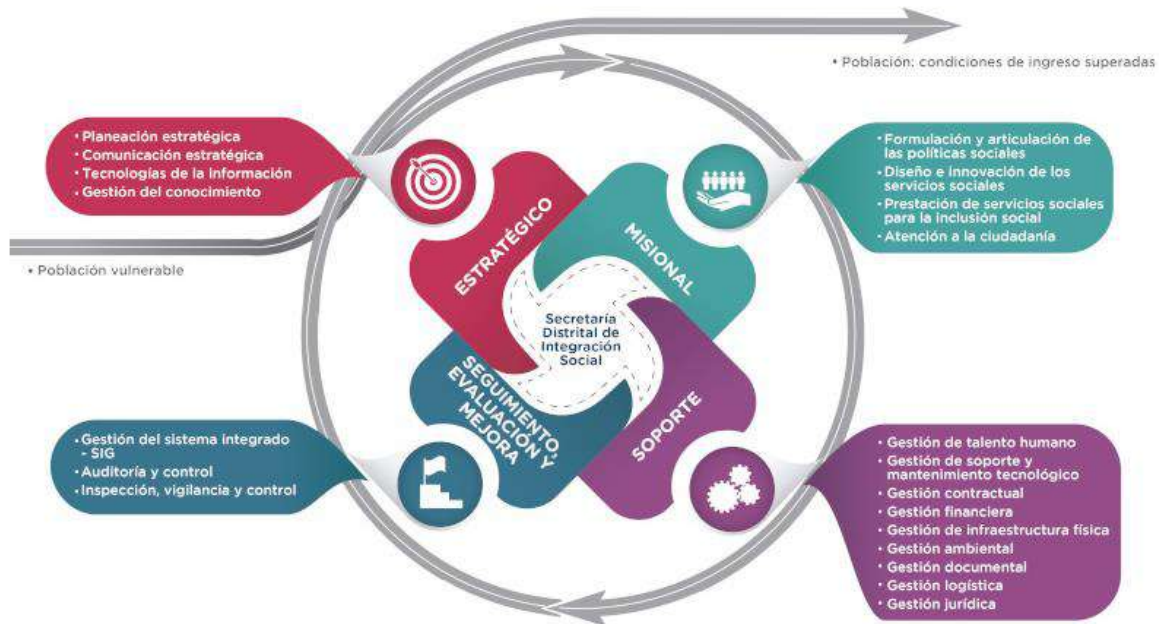 • Población: condiciones de ingreso superadas
• Planeación estratégica
• Comunicación estratégica
• Tecnologías de la información
• Gestión del conocimiento
• Formulación y articulación de
las políticas sociales
• Diseño e innovación de los
servicios sociales
• Prestación de servicios sociales
para la inclusión social
• Atención a la ciudadanía
• Población vulnerable
ESTRATÉGICO
MISIONAL
Secretaría
Distrital de
Integración
Social
SEGUIMIENTO,
EVALUACIÓN Y
MEJORA
SOPORTE
• Gestión del sistema integrado
- SIG
• Auditoría y control
• Inspección, vigilancia y control
• Gestión de talento humano
• Gestión de soporte y
mantenimiento tecnológico
• Gestión contractual
• Gestión financiera
• Gestión de infraestructura física
• Gestión ambiental
• Gestión documental
• Gestión logística
• Gestión jurídica